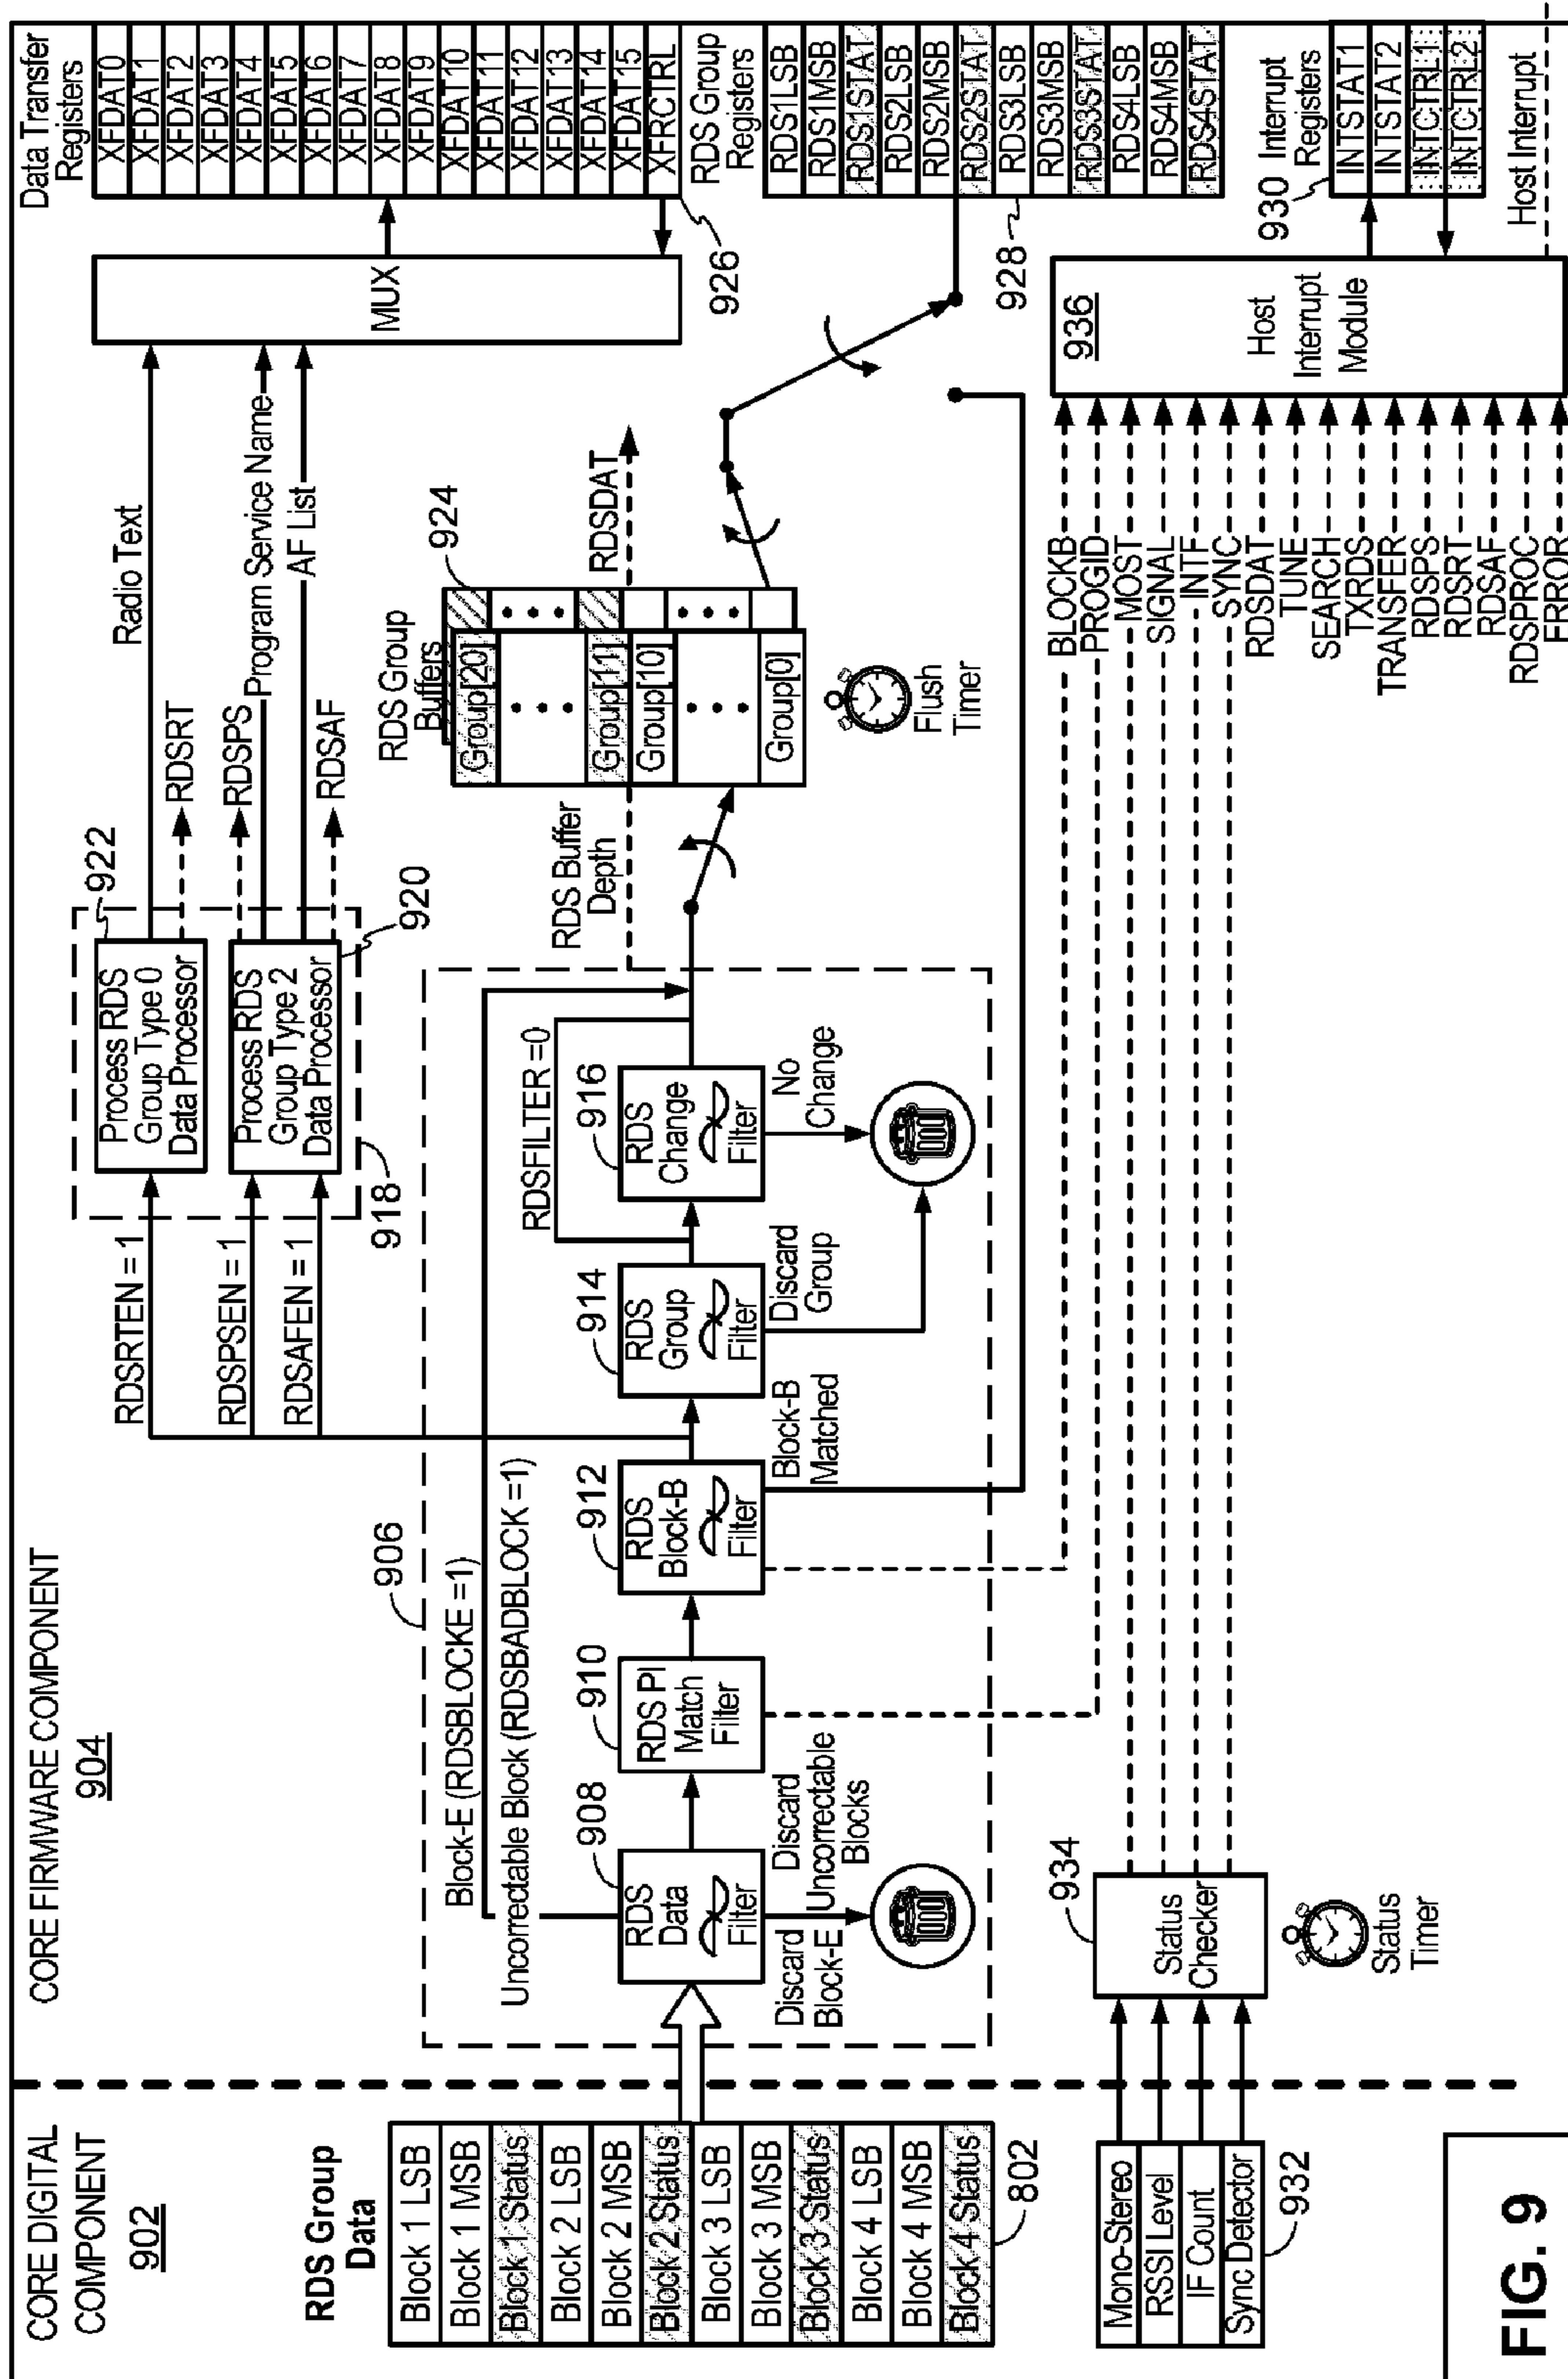 CORE DIGITAL
COMPONENT
902
CORE FIRMWARE COMPONENT
904
RDS Group
Data
Block 1 LSB
Block 1 MSB
Block 1 Status
Block 2 LSB
Block 2 MSB
Block 2 Status
Block 3 LSB
Block 3 MSB
Block 3 Status
Block 4 LSB
Block 4 MSB
Block 4 Status
802
Mono-Stereo
RSSI Level
IF Count
Sync Detector
932
906
Block-E (RDSBLOCKE =1)
Uncorrectable Block (RDSBADBLOCK =1)
908
RDS
Data
Filter
Discard
Block-E
Discard
Uncorrectable
Blocks
910
RDS PI
Match
Filter
912
RDS
Block-B
Filter
Block-B
Matched
914
RDS
Group
Filter
Discard
Group
RDSFILTER =0
916
RDS
Change
Filter
No
Change
RDSRTEN = 1
RDSPSEN = 1
RDSAFEN = 1
918
Process RDS
Group Type 0
Data Processor
922
Process RDS
Group Type 2
Data Processor
920
RDSRT
RDSPS
RDSAF
Radio Text
Program Service Name
AF List
MUX
RDS Buffer
Depth
RDS Group
Buffers
924
Group[20]
Group[11]
Group[10]
Group[0]
RDSDAT
Flush
Timer
Data Transfer
Registers
XFDAT0
XFDAT1
XFDAT2
XFDAT3
XFDAT4
XFDAT5
XFDAT6
XFDAT7
XFDAT8
XFDAT9
XFDAT10
XFDAT11
XFDAT12
XFDAT13
XFDAT14
XFDAT15
XFRCTRL
926
RDS Group
Registers
RDS1LSB
RDS1MSB
RDS1STAT
RDS2LSB
RDS2MSB
RDS2STAT
RDS3LSB
RDS3MSB
RDS3STAT
RDS4LSB
RDS4MSB
RDS4STAT
928
934
Status
Checker
Status
Timer
BLOCKB
PROGID
MOST
SIGNAL
INTF
SYNC
RDSDAT
TUNE
SEARCH
TXRDS
TRANSFER
RDSPS
RDSRT
RDSAF
RDSPROC
ERROR
936
Host
Interrupt
Module
930
Interrupt
Registers
INTSTAT1
INTSTAT2
INTCTRL1
INTCTRL2
Host Interrupt
FIG. 9